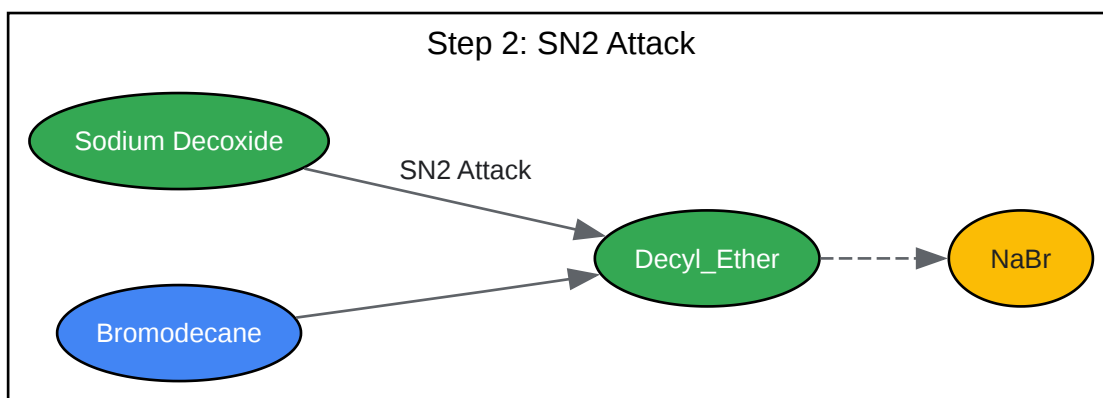 Step 2: SN2 Attack
Sodium Decoxide
SN2 Attack
Decyl_Ether
NaBr
Bromodecane